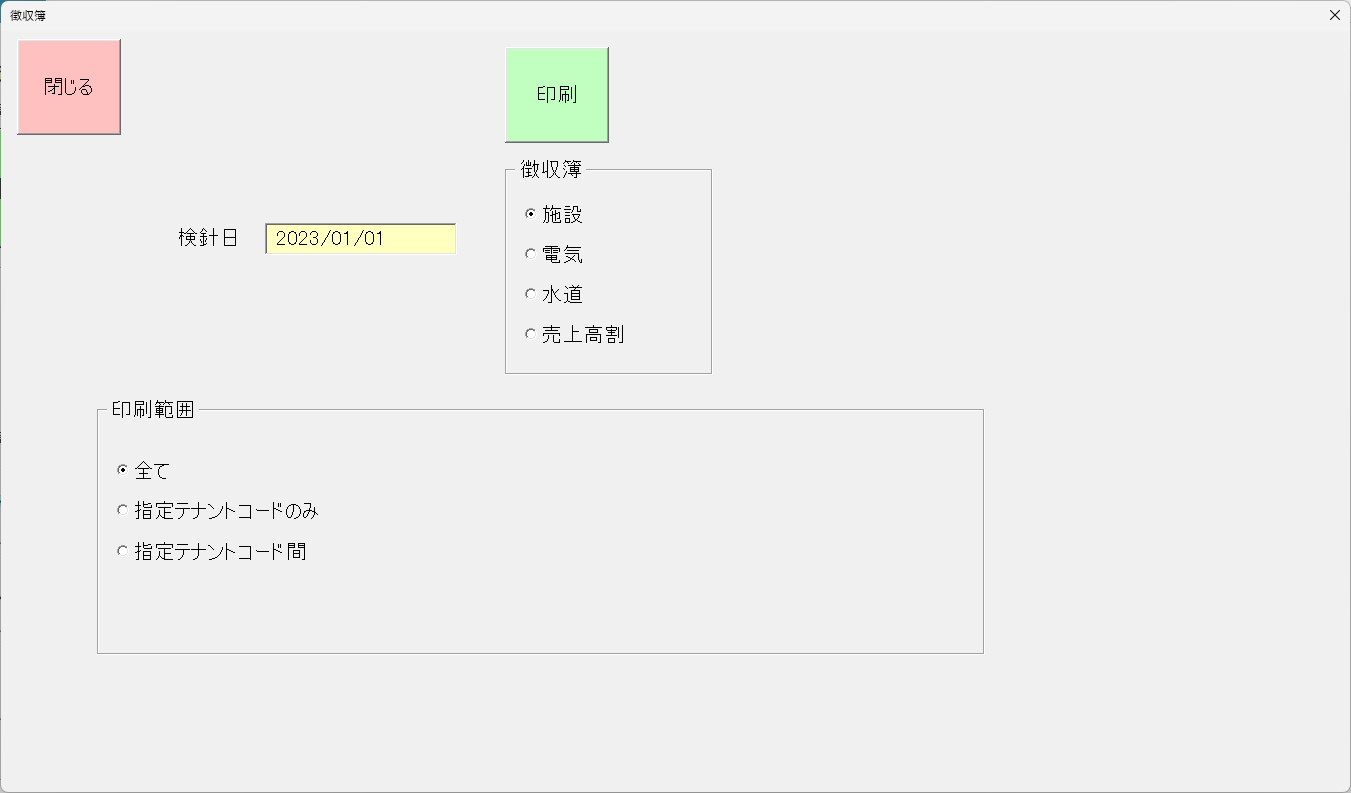 徴収簿
閉じる
印刷
徴収簿
施設
検針日 2023/01/01
電気
水道
売上高割
印刷範囲
全て
指定テナントコードのみ
指定テナントコード間